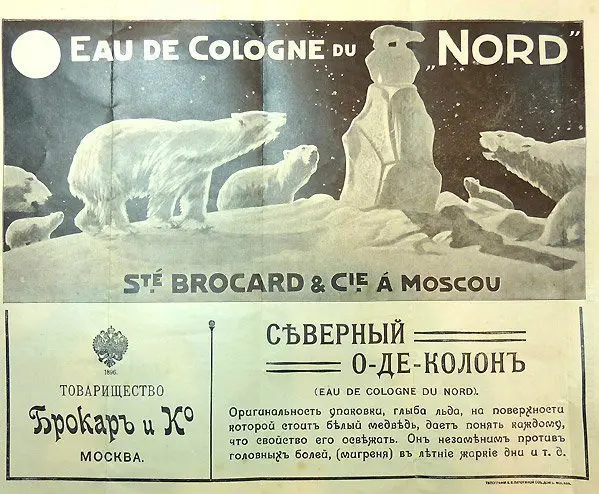 EAU DE COLOGNE DU „NORD"
STÉ BROCARD & CIE Á MOSCOU
1896.
ТОВАРИЩЕСТВО
Брокаръ и Ко
МОСКВА.
СѢВЕРНЫЙ
О-ДЕ-КОЛОНЪ
(EAU DE COLOGNE DU NORD).
Оригинальность упаковки, глыба льда, на поверхности
которой стоитъ бѣлый медвѣдь, даетъ понять каждому,
что свойство его освѣжать. Онъ незамѣнимъ противъ
головныхъ болей, (мигреня) въ лѣтніе жаркіе дни и т. д.